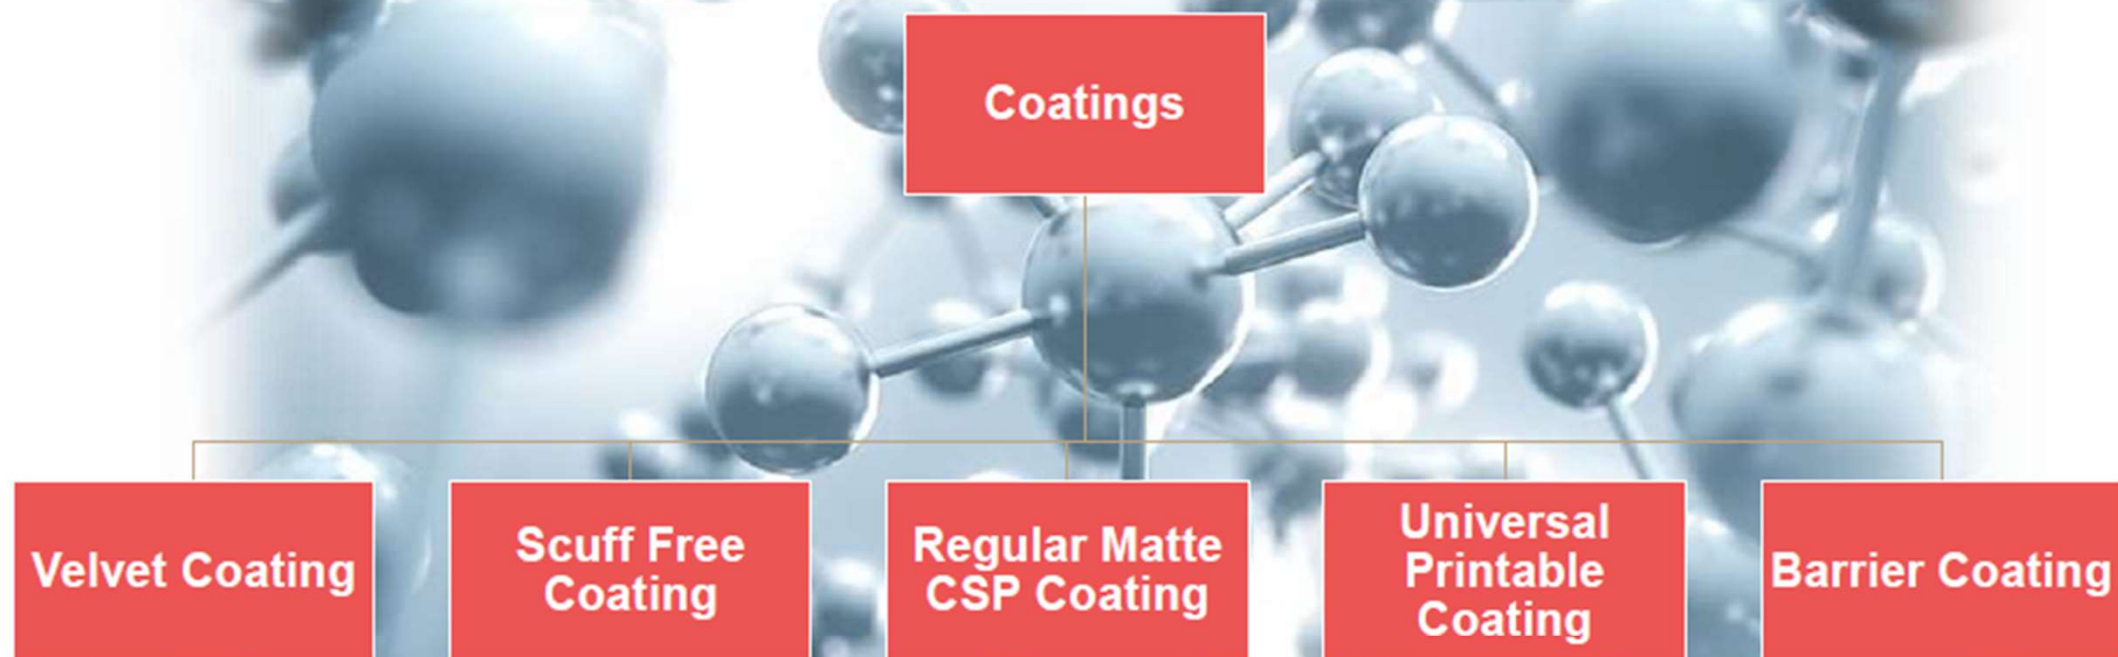 Coatings
Velvet Coating
Scuff Free
Coating
Regular Matte
CSP Coating
Universal
Printable
Coating
Barrier Coating